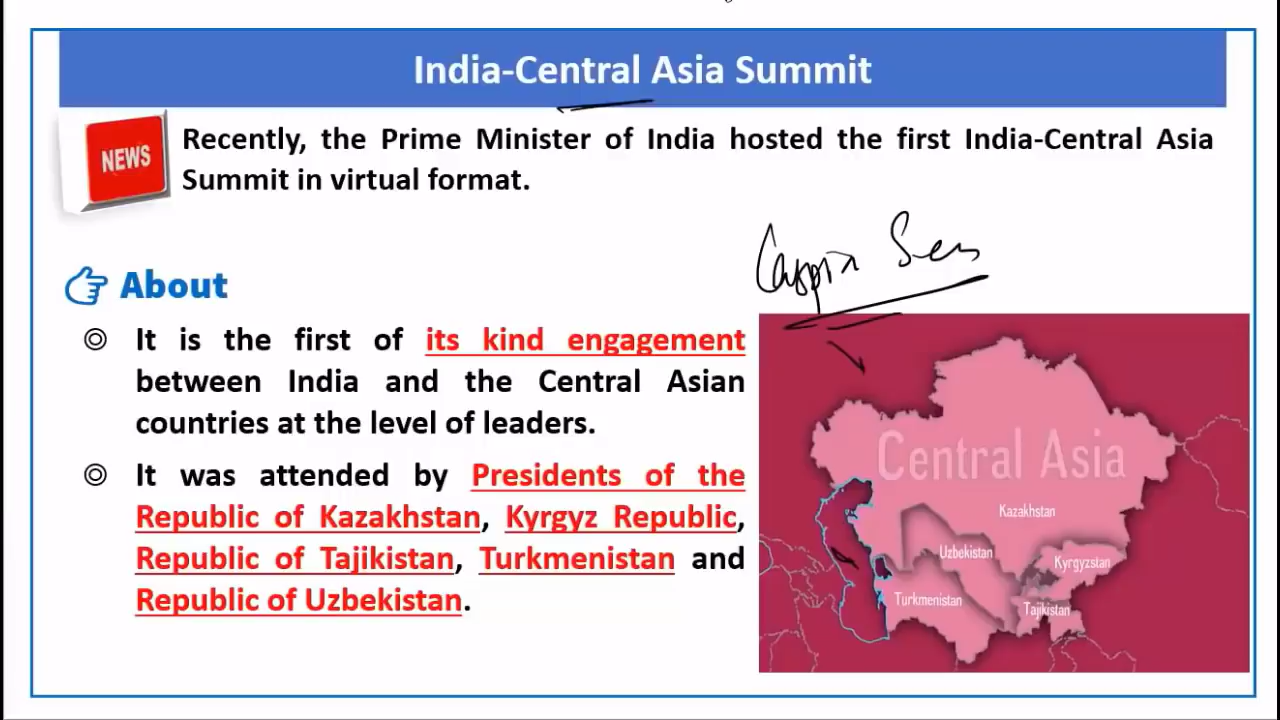 India-Central Asia Summit
NEWS
Recently, the Prime Minister of India hosted the first India-Central Asia
Summit in virtual format.
Caspian Sea
About
It is the first of its kind engagement
between India and the Central Asian
countries at the level of leaders.
It was attended by Presidents of the
Republic of Kazakhstan, Kyrgyz Republic,
Republic of Tajikistan, Turkmenistan and
Republic of Uzbekistan.
Central Asia
Kazakhstan
Uzbekistan
Kyrgyzstan
Turkmenistan
Tajikistan